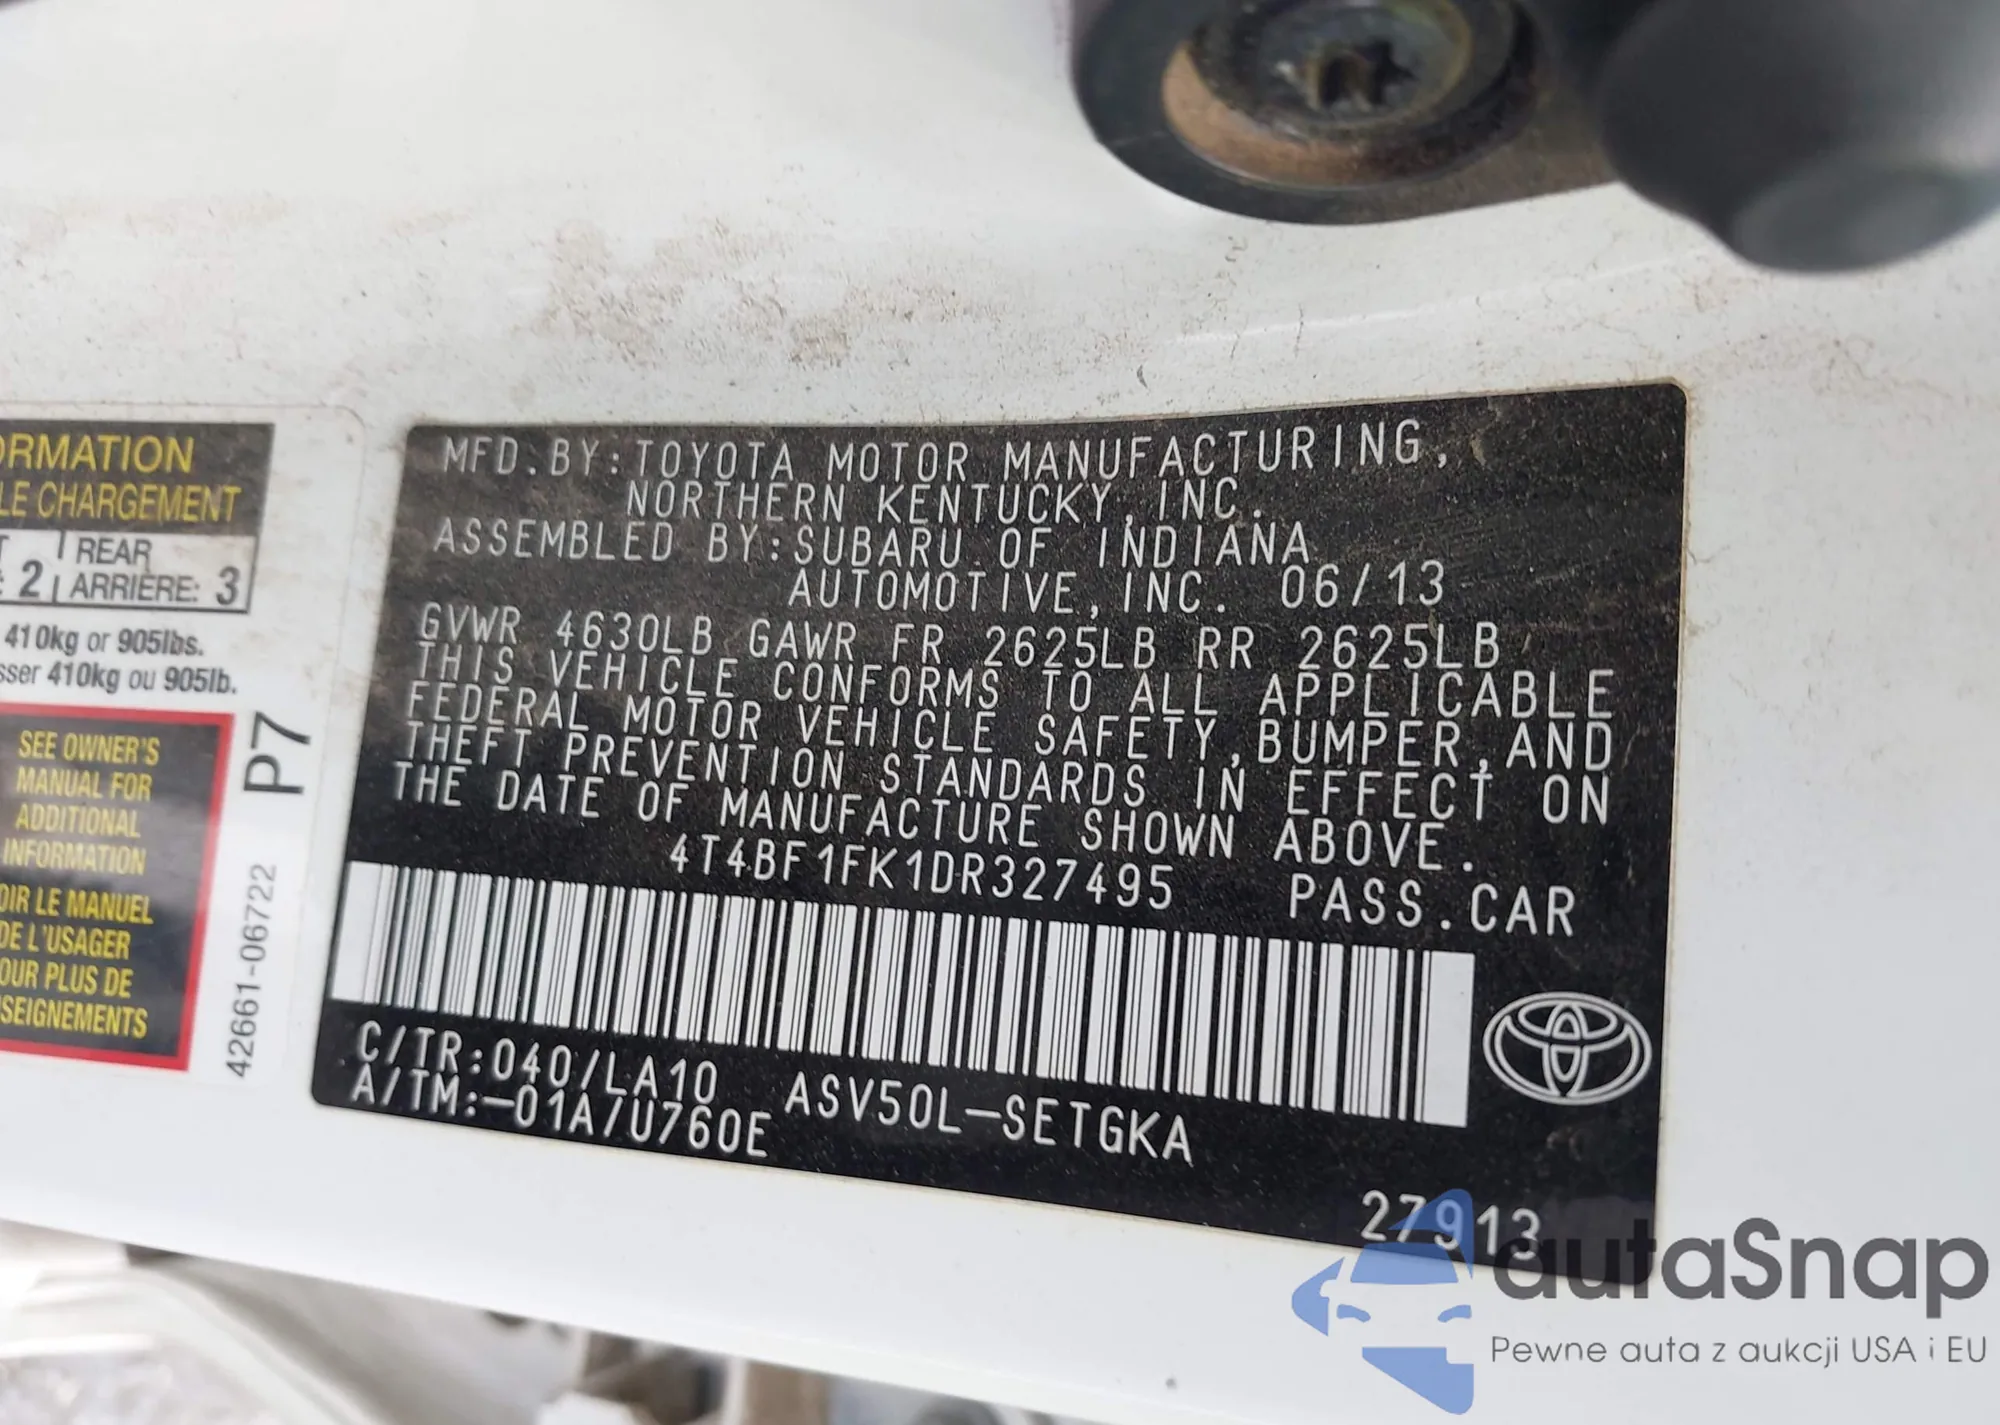 ORMATION
LE CHARGEMENT
REAR
: 2 ARRIÈRE: 3
410kg or 905lbs.
sser 410kg ou 905lb.
SEE OWNER'S
MANUAL FOR
ADDITIONAL
INFORMATION
OIR LE MANUEL
DE L'USAGER
OUR PLUS DE
SEIGNEMENTS
P7
42661-06722
MFD.BY:TOYOTA MOTOR MANUFACTURING,
NORTHERN KENTUCKY,INC.
ASSEMBLED BY:SUBARU OF INDIANA
AUTOMOTIVE,INC. 06/13
GVWR 4630LB GAWR FR 2625LB RR 2625LB
THIS VEHICLE CONFORMS TO ALL APPLICABLE
FEDERAL MOTOR VEHICLE SAFETY,BUMPER,AND
THEFT PREVENTION STANDARDS IN EFFECT ON
THE DATE OF MANUFACTURE SHOWN ABOVE.
4T4BF1FK1DR327495 PASS.CAR
C/TR:040/LA10 ASV50L-SETGKA
A/TM:-01A/U760E
27913
autaSnap
Pewne auta z aukcji USA i EU